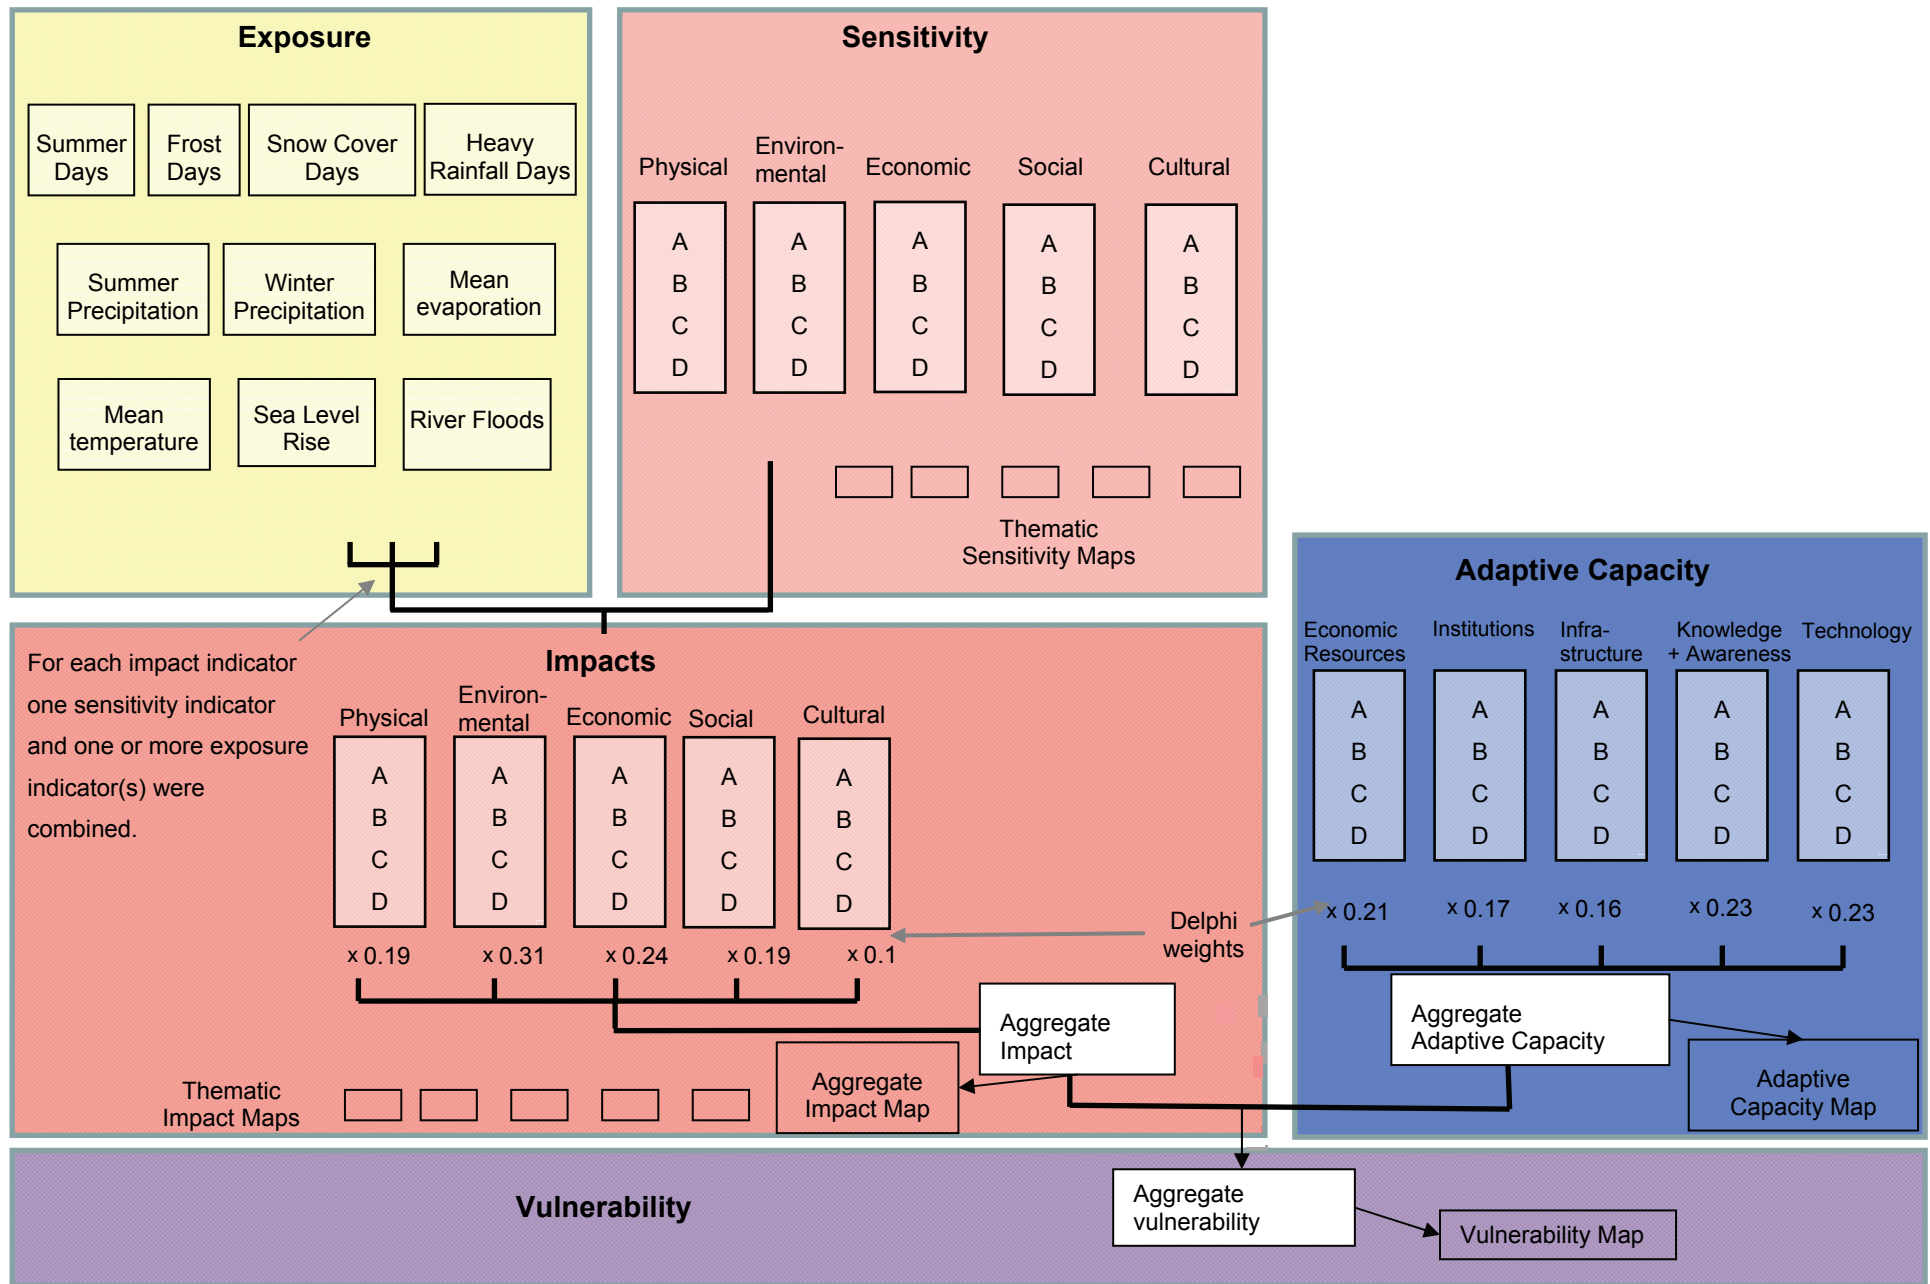 Exposure
Summer
Days
Frost
Days
Snow Cover
Days
Heavy
Rainfall Days
Summer
Precipitation
Winter
Precipitation
Mean
evaporation
Mean
temperature
Sea Level
Rise
River Floods
Sensitivity
Physical
Environ-
mental
Economic
Social
Cultural
A
B
C
D
A
B
C
D
A
B
C
D
A
B
C
D
A
B
C
D
Thematic
Sensitivity Maps
For each impact indicator
one sensitivity indicator
and one or more exposure
indicator(s) were
combined.
Impacts
Physical
Environ-
mental
Economic
Social
Cultural
A
B
C
D
A
B
C
D
A
B
C
D
A
B
C
D
A
B
C
D
x 0.19
x 0.31
x 0.24
x 0.19
x 0.1
Delphi
weights
Aggregate
Impact
Aggregate
Impact Map
Thematic
Impact Maps
Adaptive Capacity
Economic
Resources
Institutions
Infra-
structure
Knowledge
+ Awareness
Technology
A
B
C
D
A
B
C
D
A
B
C
D
A
B
C
D
A
B
C
D
x 0.21
x 0.17
x 0.16
x 0.23
x 0.23
Aggregate
Adaptive Capacity
Adaptive
Capacity Map
Vulnerability
Aggregate
vulnerability
Vulnerability Map